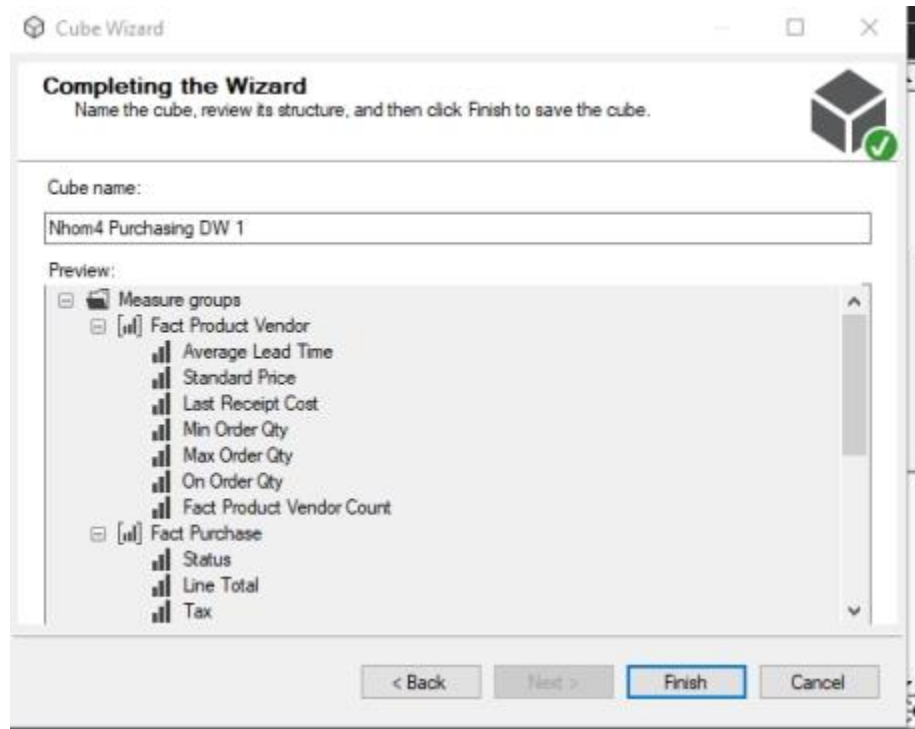 Cube Wizard
Completing the Wizard
Name the cube, review its structure, and then click Finish to save the cube.
Cube name:
Nhom4 Purchasing DW 1
Preview:
Measure groups
Fact Product Vendor
Average Lead Time
Standard Price
Last Receipt Cost
Min Order Qty
Max Order Qty
On Order Qty
Fact Product Vendor Count
Fact Purchase
Status
Line Total
Tax
< Back Next > Finish Cancel